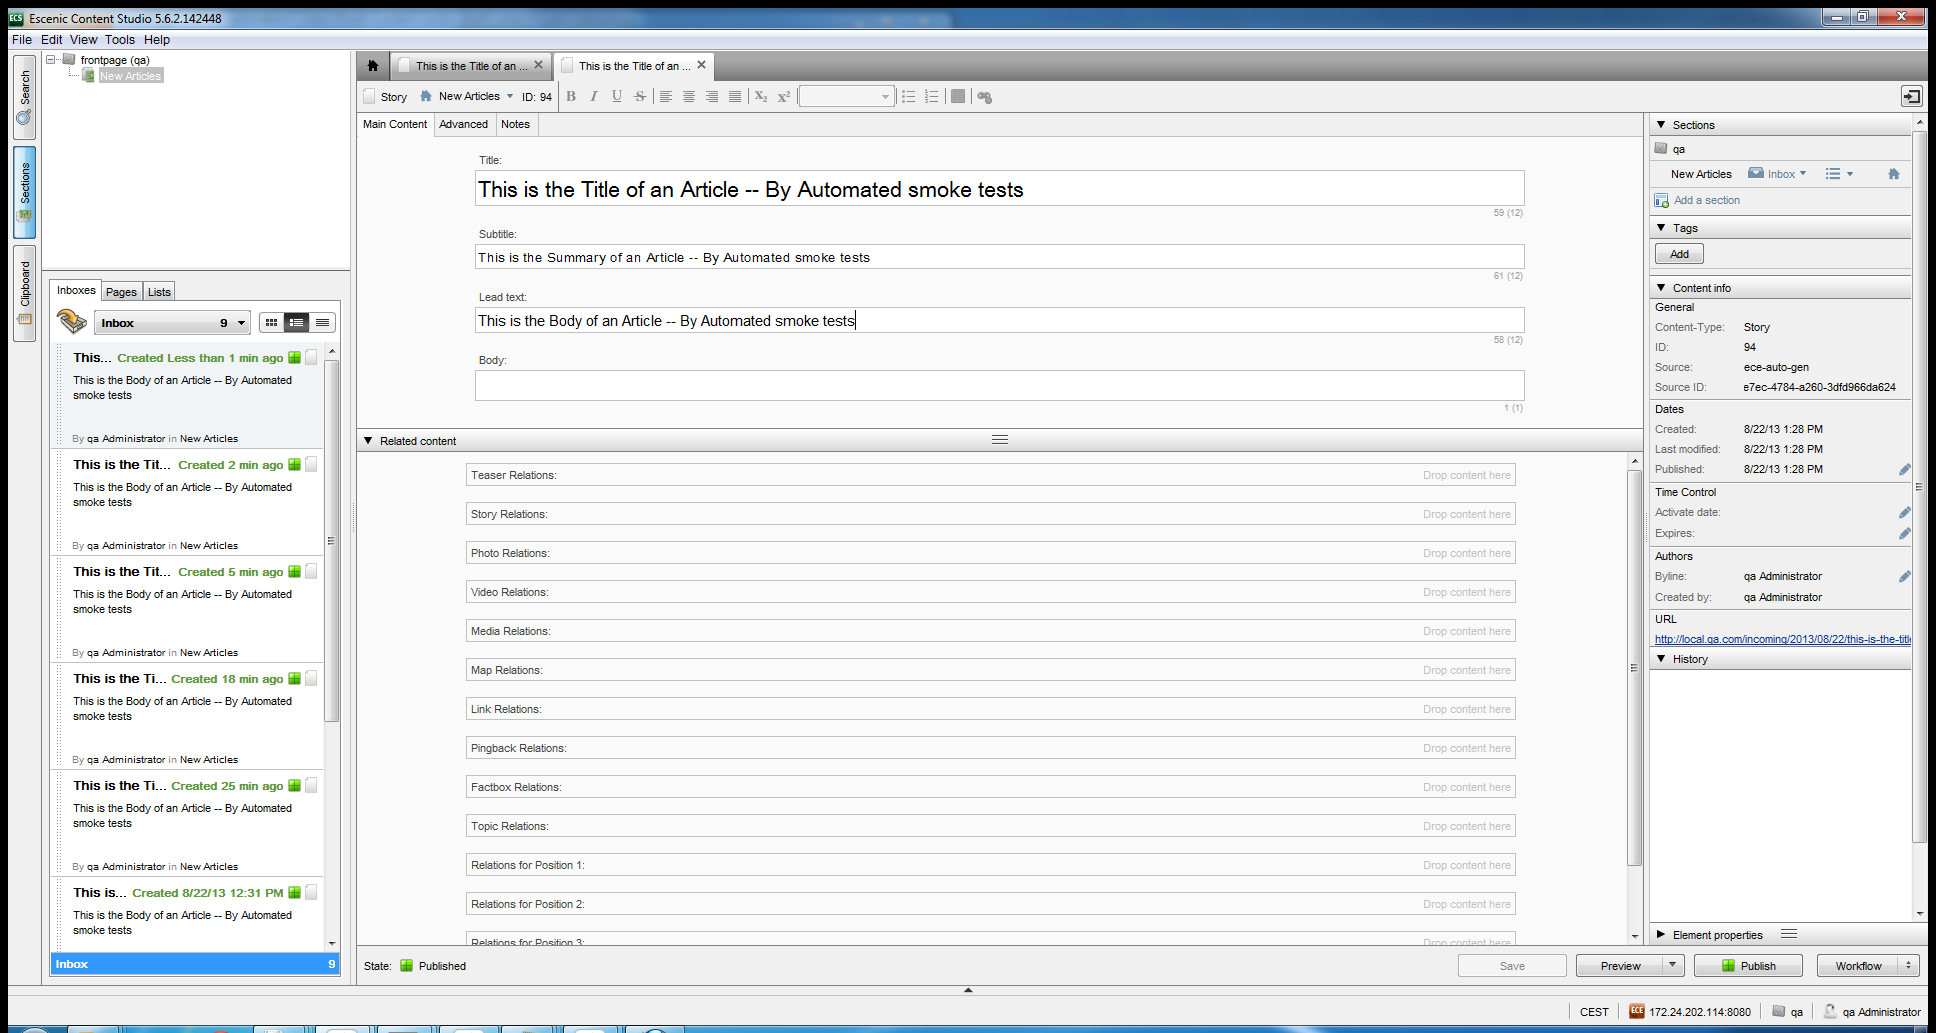 ECS Escenic Content Studio 5.6.2.142448
File Edit View Tools Help
Search
Sections
Clipboard
frontpage (qa)
New Articles
Inboxes Pages Lists
Inbox 9
This... Created Less than 1 min ago
This is the Body of an Article -- By Automated
smoke tests
By qa Administrator in New Articles
This is the Tit... Created 2 min ago
This is the Body of an Article -- By Automated
smoke tests
By qa Administrator in New Articles
This is the Tit... Created 5 min ago
This is the Body of an Article -- By Automated
smoke tests
By qa Administrator in New Articles
This is the Ti... Created 18 min ago
This is the Body of an Article -- By Automated
smoke tests
By qa Administrator in New Articles
This is the Ti... Created 25 min ago
This is the Body of an Article -- By Automated
smoke tests
By qa Administrator in New Articles
This is... Created 8/22/13 12:31 PM
This is the Body of an Article -- By Automated
smoke tests
Inbox 9
This is the Title of an ... This is the Title of an ...
Story New Articles ID: 94 B I U S X2 X2
Main Content Advanced Notes
Title:
This is the Title of an Article -- By Automated smoke tests
59 (12)
Subtitle:
This is the Summary of an Article -- By Automated smoke tests
61 (12)
Lead text:
This is the Body of an Article -- By Automated smoke tests
58 (12)
Body:
1 (1)
Related content
Teaser Relations: Drop content here
Story Relations: Drop content here
Photo Relations: Drop content here
Video Relations: Drop content here
Media Relations: Drop content here
Map Relations: Drop content here
Link Relations: Drop content here
Pingback Relations: Drop content here
Factbox Relations: Drop content here
Topic Relations: Drop content here
Relations for Position 1: Drop content here
Relations for Position 2: Drop content here
Relations for Position 3: Drop content here
State: Published
Save Preview Publish Workflow
Sections
qa
New Articles Inbox
Add a section
Tags
Add
Content info
General
Content-Type: Story
ID: 94
Source: ece-auto-gen
Source ID: e7ec-4784-a260-3dfd966da624
Dates
Created: 8/22/13 1:28 PM
Last modified: 8/22/13 1:28 PM
Published: 8/22/13 1:28 PM
Time Control
Activate date:
Expires:
Authors
Byline: qa Administrator
Created by: qa Administrator
URL
http://local.qa.com/incoming/2013/08/22/this-is-the-title
History
Element properties
CEST ECE 172.24.202.114:8080 qa qa Administrator